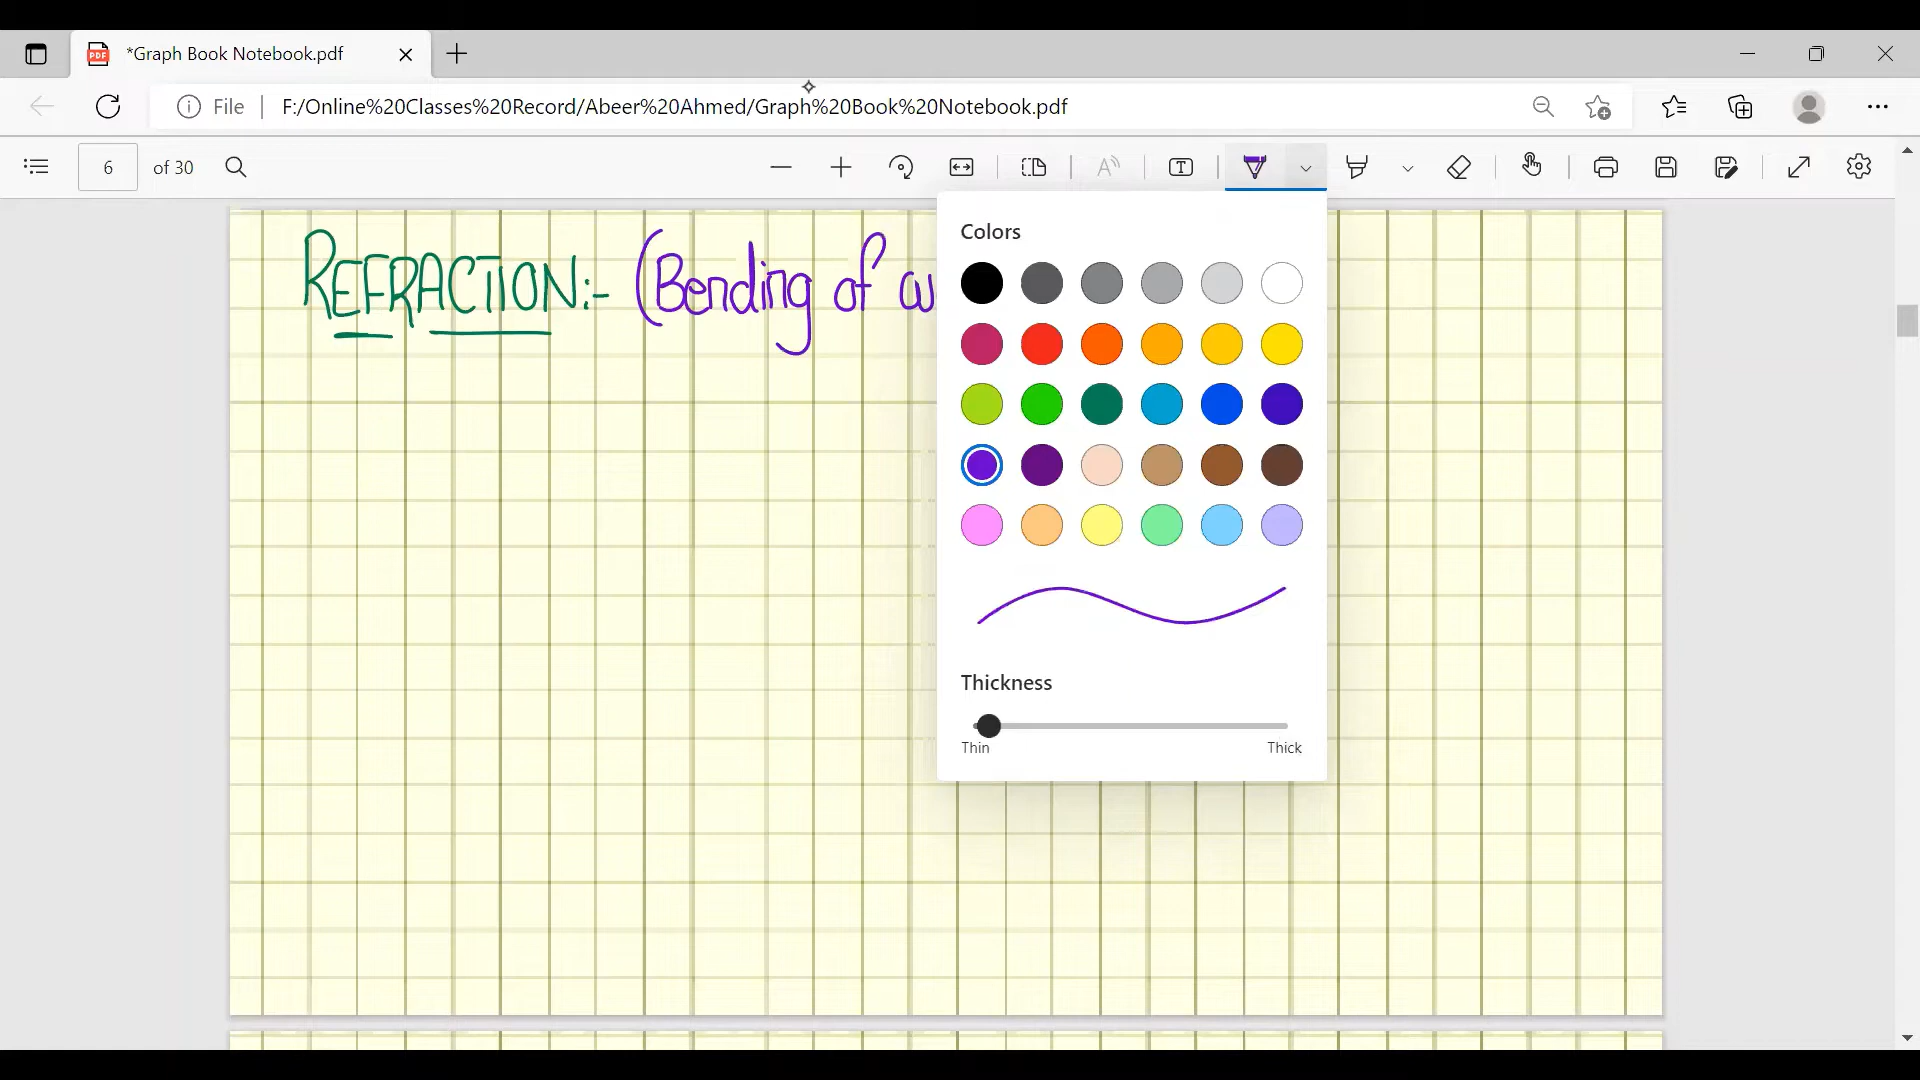 *Graph Book Notebook.pdf
File F:/Online%20Classes%20Record/Abeer%20Ahmed/Graph%20Book%20Notebook.pdf
6 of 30
REFRACTION:- (Bending of
Colors
Thickness
Thin Thick